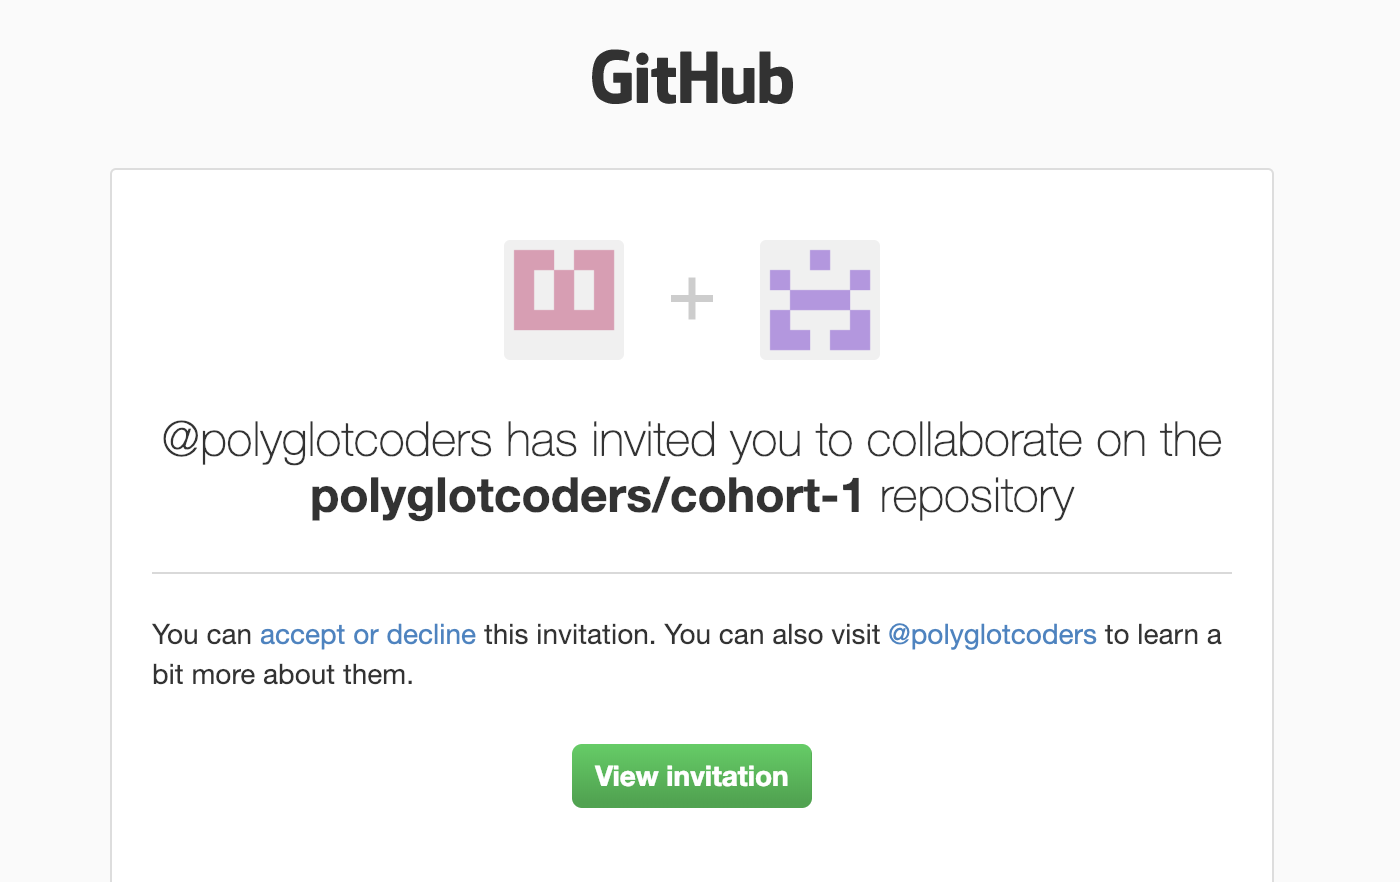 GitHub
@polyglotcoders has invited you to collaborate on the
polyglotcoders/cohort-1 repository
You can accept or decline this invitation. You can also visit @polyglotcoders to learn a
bit more about them.
View invitation